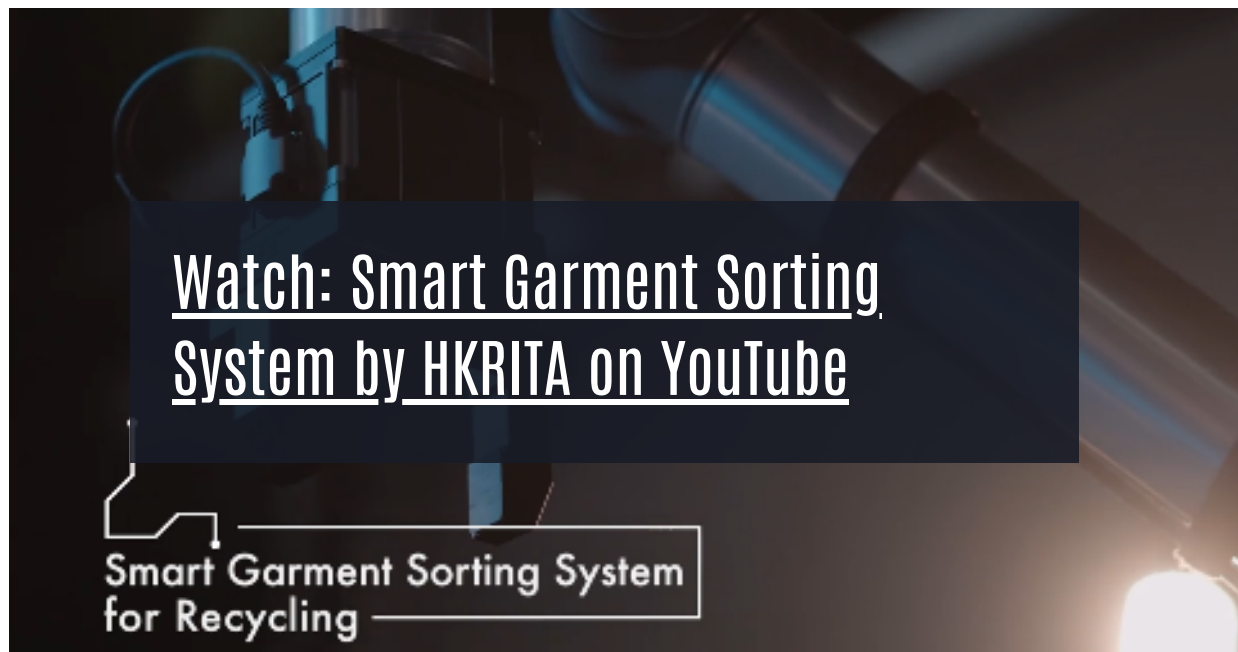 Watch: Smart Garment Sorting
System by HKRITA on YouTube
Smart Garment Sorting System
for Recycling